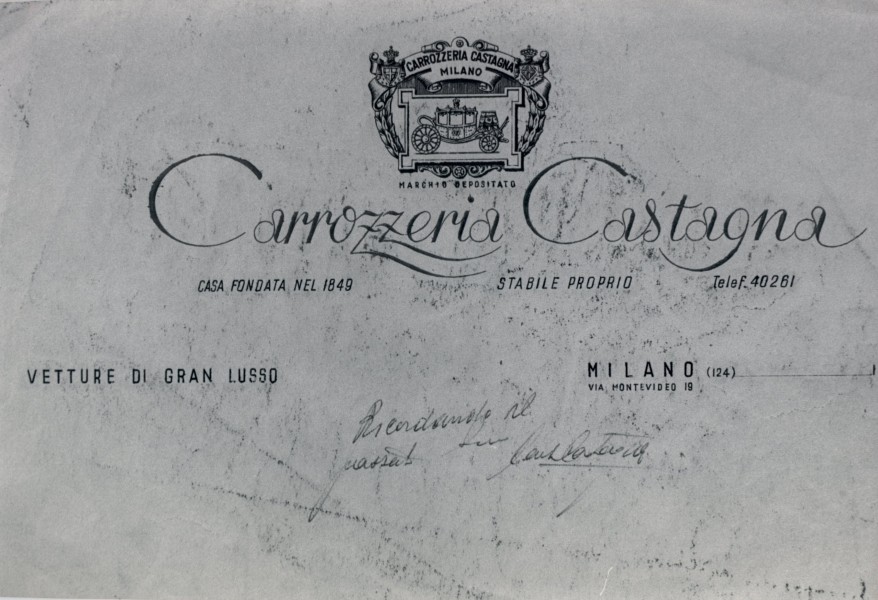 CARROZZERIA CASTAGNA
MILANO
MARCHIO DEPOSITATO
Carrozzeria Castagna
CASA FONDATA NEL 1849 STABILE PROPRIO Telef. 40261
VETTURE DI GRAN LUSSO MILANO (124)
VIA MONTEVIDEO 19
Ricordando il
passato